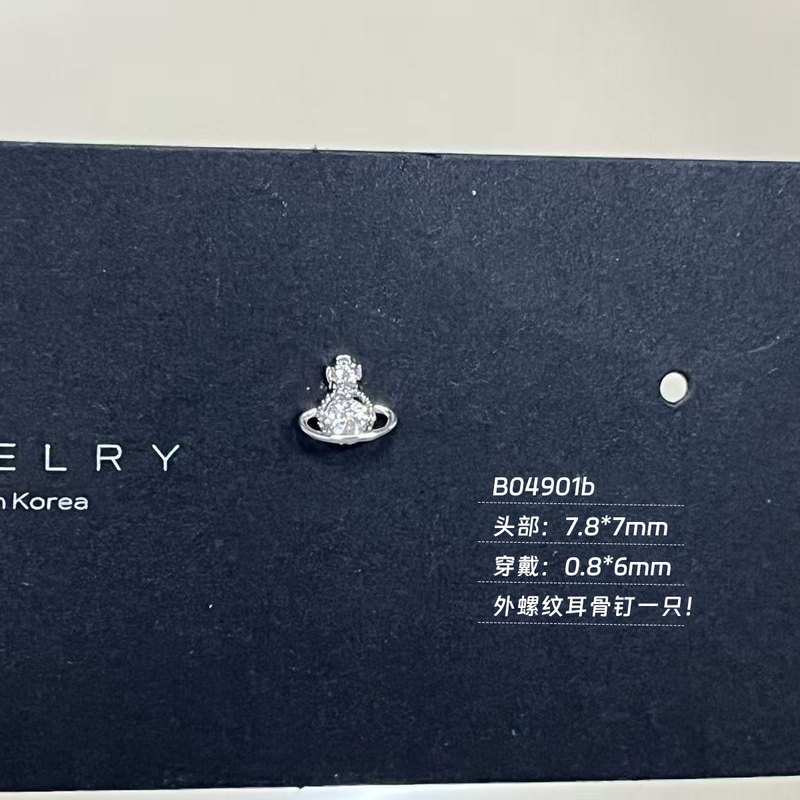 ELRY
n Korea
B04901b
头部：7.8*7mm
穿戴：0.8*6mm
外螺纹耳骨钉一只!